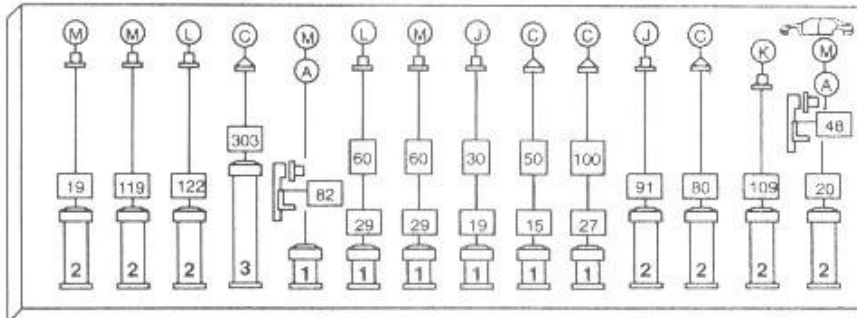 M M L C M L M J C C J C K M
A A
303 48
60 60 30 50 100
19 119 122 82 91 80 109 20
29 29 19 15 27
2 2 2 3 1 1 1 1 1 1 2 2 2 2